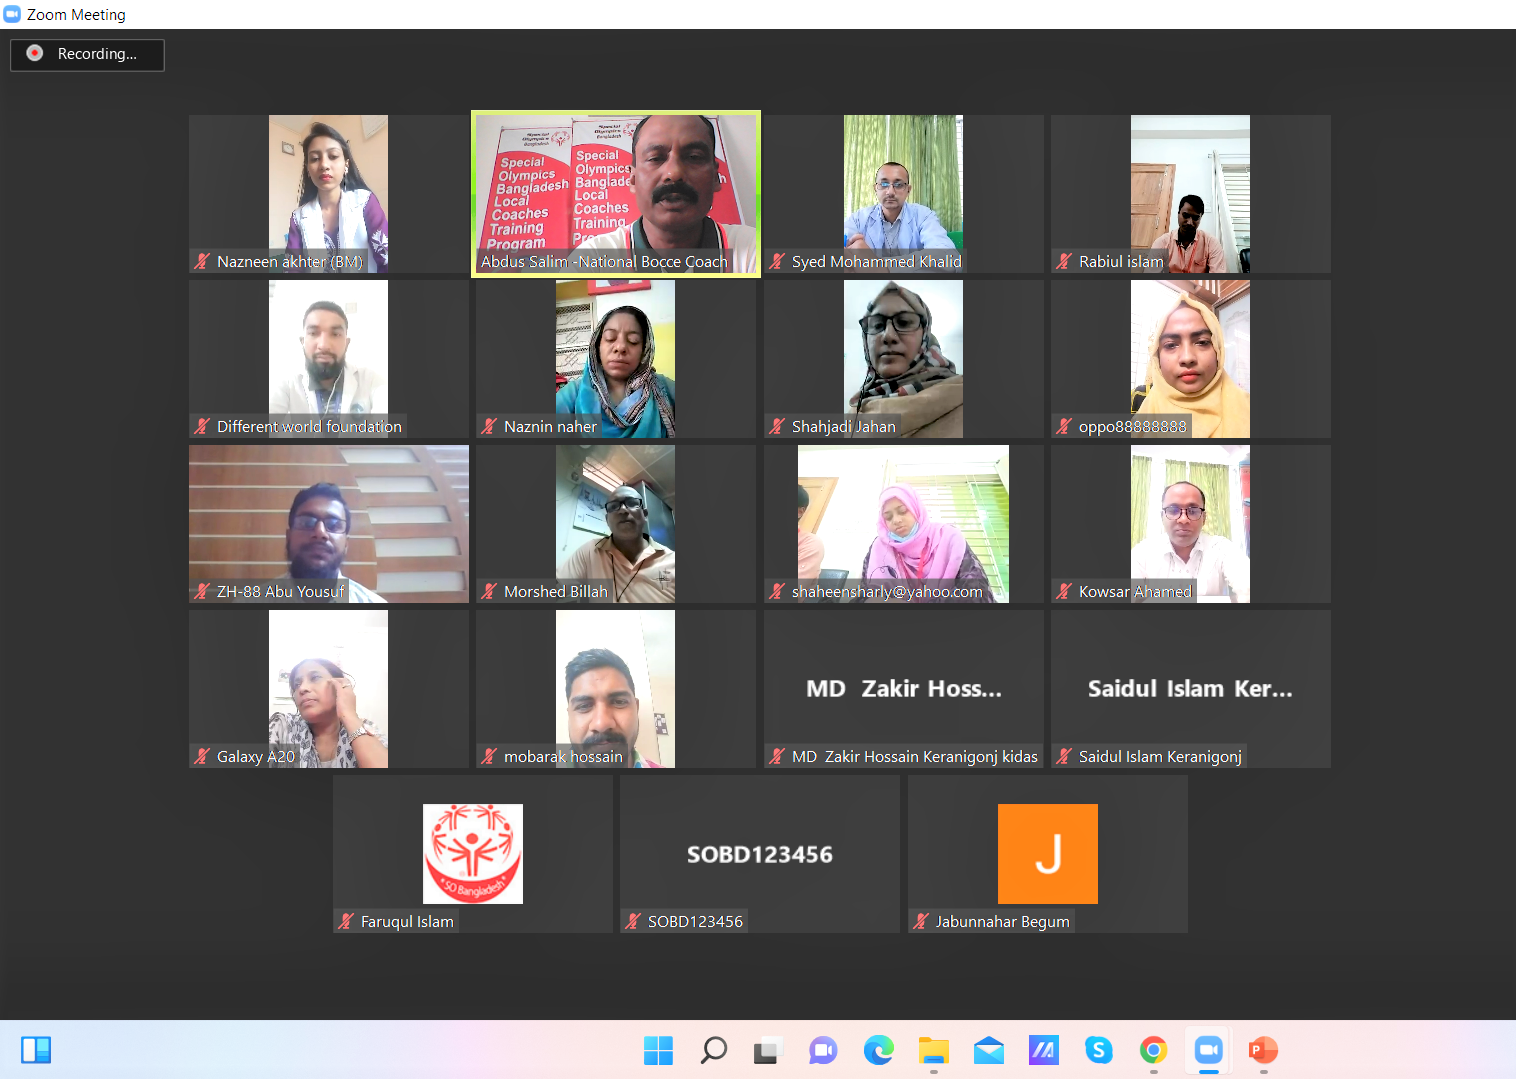 Zoom Meeting
Recording...
Special
Olympics
Bangladesh
Special
Olympics
Bangladesh
Local
Coaches
Training
Program
Special
Olympics
Banglade
Local
Coaches
Training
Nazneen akhter (BM)
Abdus Salim -National Bocce Coach
Syed Mohammed Khalid
Rabiul islam
Different world foundation
Naznin naher
Shahjadi Jahan
oppo88888888
ZH-88 Abu Yousuf
Morshed Billah
shaheensharly@yahoo.com
Kowsar Ahamed
Galaxy A20
mobarak hossain
MD Zakir Hoss...
MD Zakir Hossain Keranigonj kidas
Saidul Islam Ker...
Saidul Islam Keranigonj
SO Bangladesh
Faruqul Islam
SOBD123456
SOBD123456
J
Jabunnahar Begum
S
P